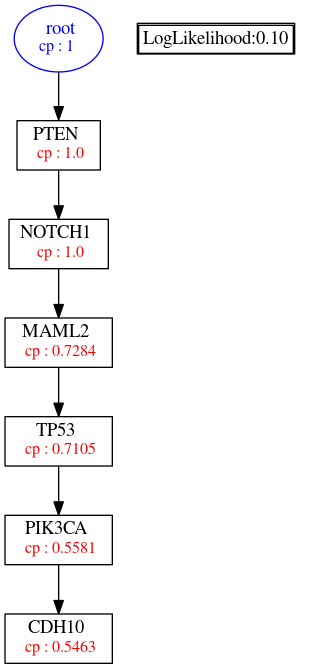 root
cp : 1
LogLikelihood:0.10
PTEN
cp : 1.0
NOTCH1
cp : 1.0
MAML2
cp : 0.7284
TP53
cp : 0.7105
PIK3CA
cp : 0.5581
CDH10
cp : 0.5463